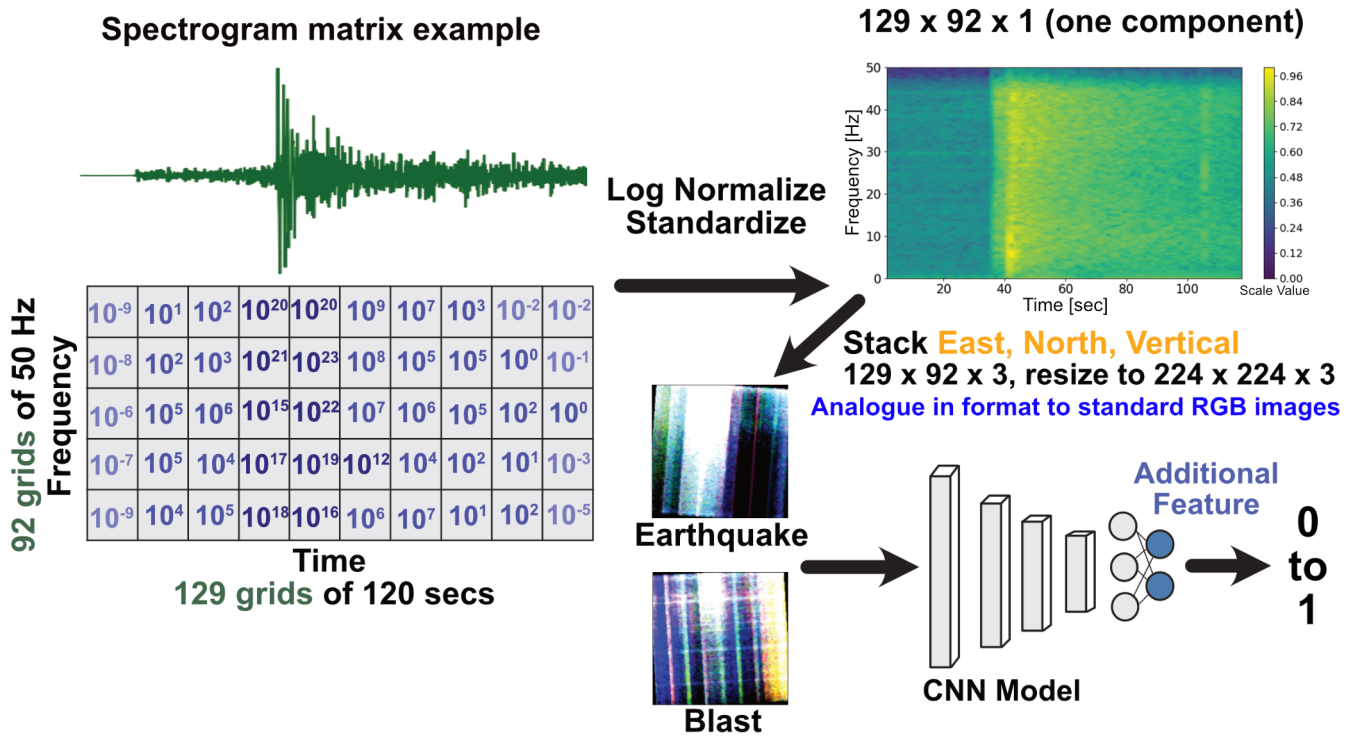 Spectrogram matrix example
10⁻⁹ 10¹ 10² 10²⁰ 10²⁰ 10⁹ 10⁷ 10³ 10⁻² 10⁻²
10⁻⁸ 10² 10³ 10²¹ 10²³ 10⁸ 10⁵ 10⁵ 10⁰ 10⁻¹
10⁻⁶ 10⁵ 10⁶ 10¹⁵ 10²² 10⁷ 10⁶ 10⁵ 10² 10⁰
10⁻⁷ 10⁵ 10⁴ 10¹⁷ 10¹⁹ 10¹² 10⁴ 10² 10¹ 10⁻³
10⁻⁹ 10⁴ 10⁵ 10¹⁸ 10¹⁶ 10⁶ 10⁷ 10¹ 10² 10⁻⁵
92 grids of 50 Hz
Frequency
Time
129 grids of 120 secs
Log Normalize
Standardize
129 x 92 x 1 (one component)
Frequency [Hz]
50
40
30
20
10
0
0 20 40 60 80 100
Time [sec]
0.96
0.84
0.72
0.60
0.48
0.36
0.24
0.12
0.00
Scale Value
Stack East, North, Vertical
129 x 92 x 3, resize to 224 x 224 x 3
Analogue in format to standard RGB images
Earthquake
Blast
CNN Model
Additional
Feature
0
to
1